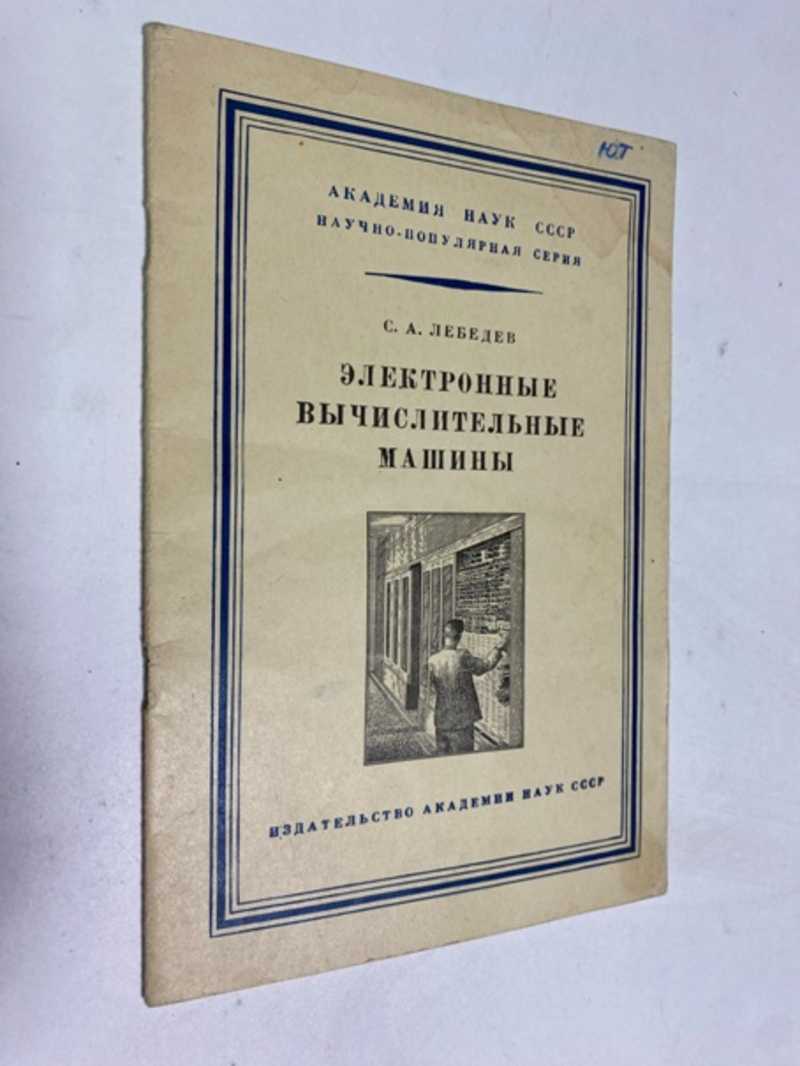 ЮТ
АКАДЕМИЯ НАУК СССР
НАУЧНО-ПОПУЛЯРНАЯ СЕРИЯ
С. А. ЛЕБЕДЕВ
ЭЛЕКТРОННЫЕ
ВЫЧИСЛИТЕЛЬНЫЕ
МАШИНЫ
ИЗДАТЕЛЬСТВО АКАДЕМИИ НАУК СССР